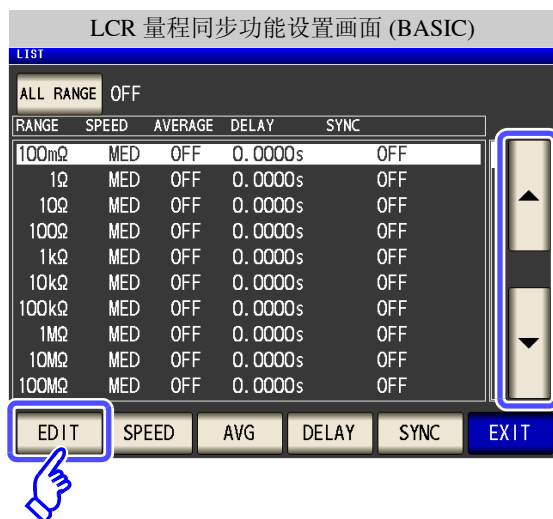 LCR 量程同步功能设置画面 (BASIC)
LIST
ALL RANGE OFF
RANGE SPEED AVERAGE DELAY SYNC
100mΩ MED OFF 0.0000s OFF
1Ω MED OFF 0.0000s OFF
10Ω MED OFF 0.0000s OFF
100Ω MED OFF 0.0000s OFF
1kΩ MED OFF 0.0000s OFF
10kΩ MED OFF 0.0000s OFF
100kΩ MED OFF 0.0000s OFF
1MΩ MED OFF 0.0000s OFF
10MΩ MED OFF 0.0000s OFF
100MΩ MED OFF 0.0000s OFF
EDIT SPEED AVG DELAY SYNC EXIT